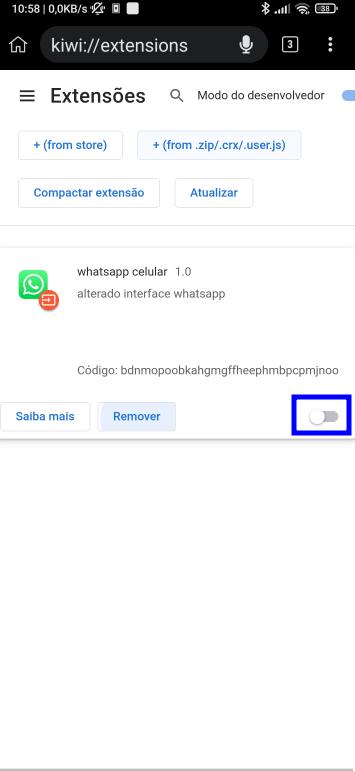 10:58 | 0,0KB/s 38
kiwi://extensions 3
Extensões Modo do desenvolvedor
+ (from store) + (from .zip/.crx/.user.js)
Compactar extensão Atualizar
whatsapp celular 1.0
alterado interface whatsapp
Código: bdnmopoobkahgmgffheephmbpcpmjnoo
Saiba mais Remover